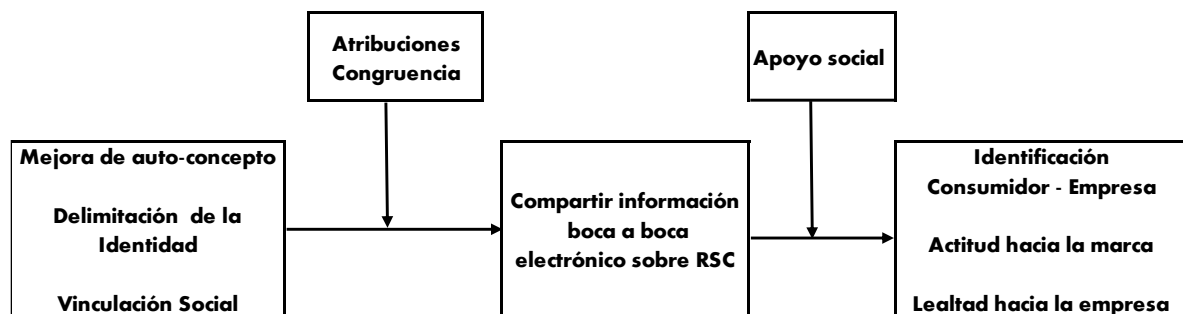 Atribuciones
Congruencia
Apoyo social
Mejora de auto-concepto
Delimitación de la
Identidad
Vinculación Social
Compartir información
boca a boca
electrónico sobre RSC
Identificación
Consumidor - Empresa
Actitud hacia la marca
Lealtad hacia la empresa